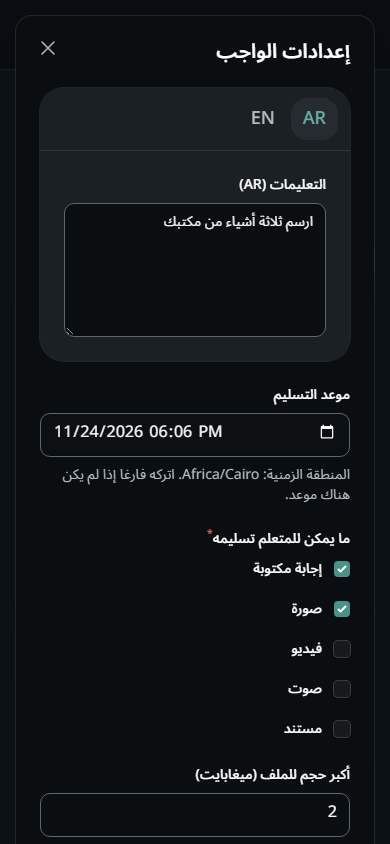 إعدادات الواجب
AR EN
التعليمات (AR)
ارسم ثلاثة أشياء من مكتبك
موعد التسليم
11/24/2026 06:06 PM
المنطقة الزمنية: Africa/Cairo. اتركه فارغا إذا لم يكن
هناك موعد.
ما يمكن للمتعلم تسليمه*
إجابة مكتوبة
صورة
فيديو
صوت
مستند
أكبر حجم للملف (ميغابايت)
2